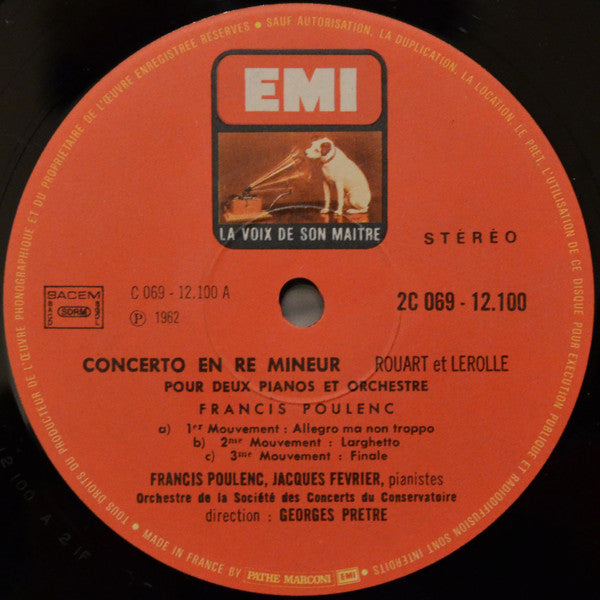 TOUS DROITS DU PRODUCTEUR DE L'ŒUVRE PHONOGRAPHIQUE ET DU PROPRIETAIRE DE L'ŒUVRE ENREGISTREE RESERVES • SAUF AUTORISATION, LA DUPLICATION, LA LOCATION, LE PRET, L'UTILISATION DE CE DISQUE POUR EXECUTION PUBLIQUE ET RADIODIFFUSION SONT INTERDITS •
EMI
LA VOIX DE SON MAITRE
STÉRÉO
SACEM
SDRM
C 069 - 12.100 A
Ⓟ 1962
2C 069 - 12.100
CONCERTO EN RE MINEUR ROUART et LEROLLE
POUR DEUX PIANOS ET ORCHESTRE
FRANCIS POULENC
a) 1er Mouvement : Allegro ma non trappo
b) 2me Mouvement : Larghetto
c) 3me Mouvement : Finale
FRANCIS POULENC, JACQUES FEVRIER, pianistes
Orchestre de la Société des Concerts du Conservatoire
direction : GEORGES PRETRE
MADE IN FRANCE BY PATHE MARCONI EMI